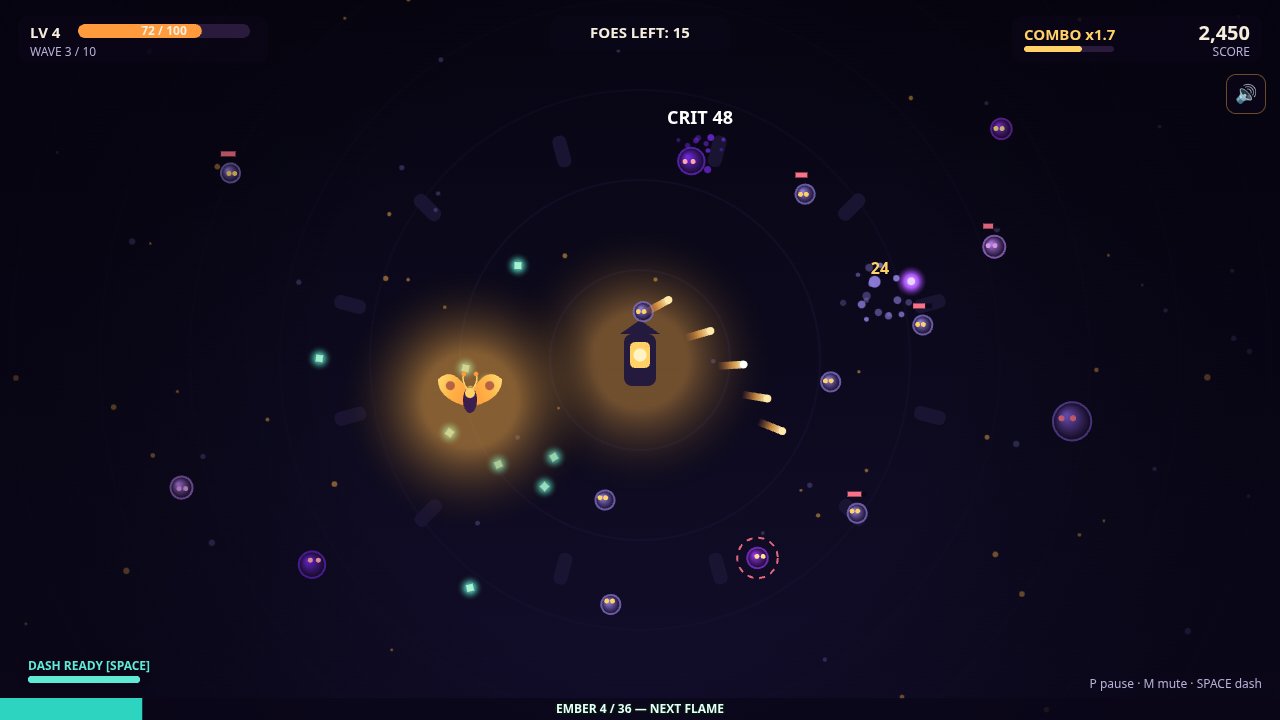 LV 4
72 / 100
WAVE 3 / 10
FOES LEFT: 15
COMBO x1.7
2,450
SCORE
CRIT 48
24
DASH READY [SPACE]
P pause · M mute · SPACE dash
EMBER 4 / 36 — NEXT FLAME